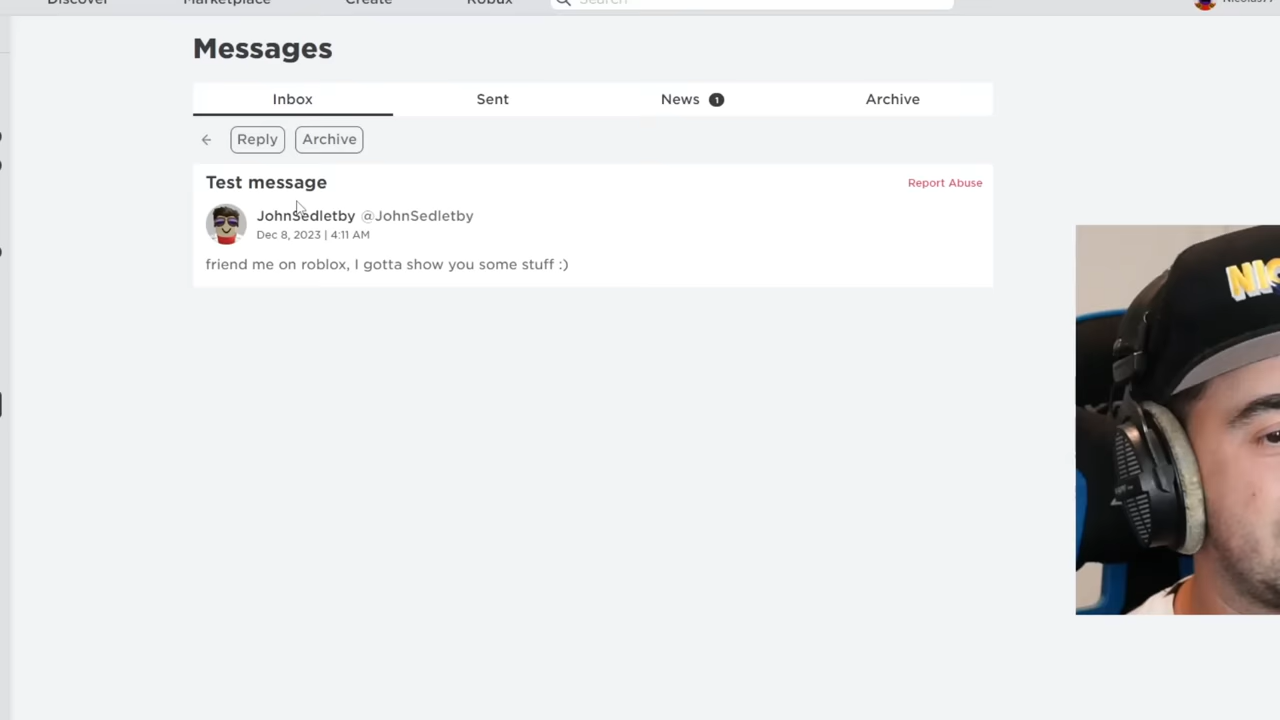 Discover Marketplace Create Robux Search
Messages
Inbox Sent News 1 Archive
Reply Archive
Test message Report Abuse
JohnSedletby @JohnSedletby
Dec 8, 2023 | 4:11 AM
friend me on roblox, I gotta show you some stuff :)